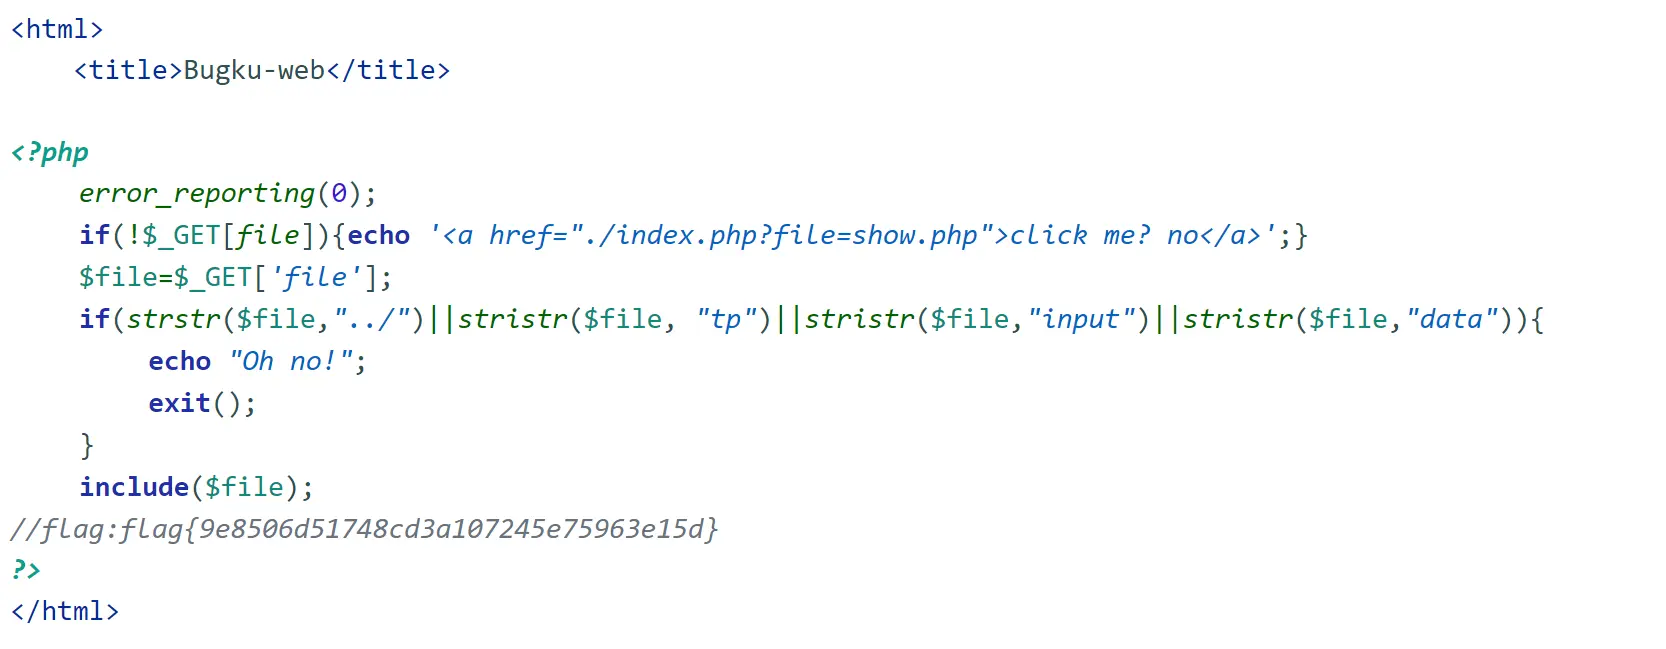 <html>
<title>Bugku-web</title>
<?php
error_reporting(0);
if(!$_GET[file]){echo '<a href="./index.php?file=show.php">click me? no</a>';}
$file=$_GET['file'];
if(strstr($file,"../")||stristr($file, "tp")||stristr($file,"input")||stristr($file,"data")){
echo "Oh no!";
exit();
}
include($file);
//flag:flag{9e8506d51748cd3a107245e75963e15d}
?>
</html>